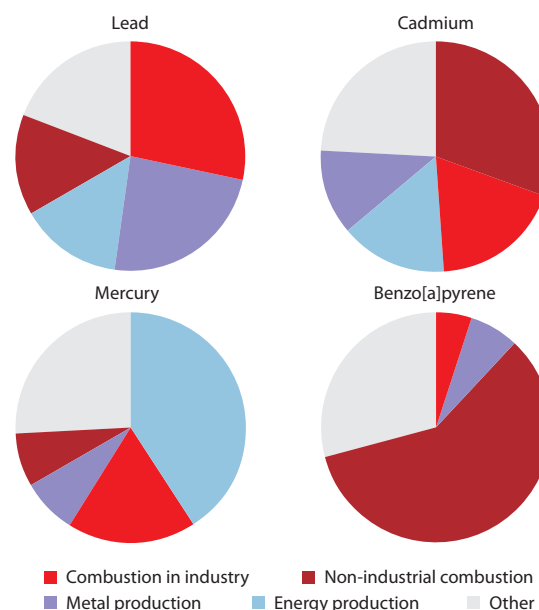 Lead
Cadmium
Mercury
Benzo[a]pyrene
Combustion in industry
Non-industrial combustion
Metal production
Energy production
Other